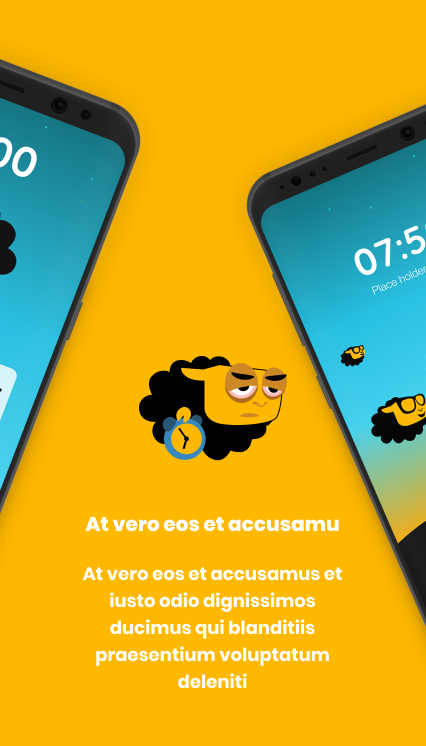 00
07:5
Place holder
At vero eos et accusamu
At vero eos et accusamus et
iusto odio dignissimos
ducimus qui blanditiis
praesentium voluptatum
deleniti